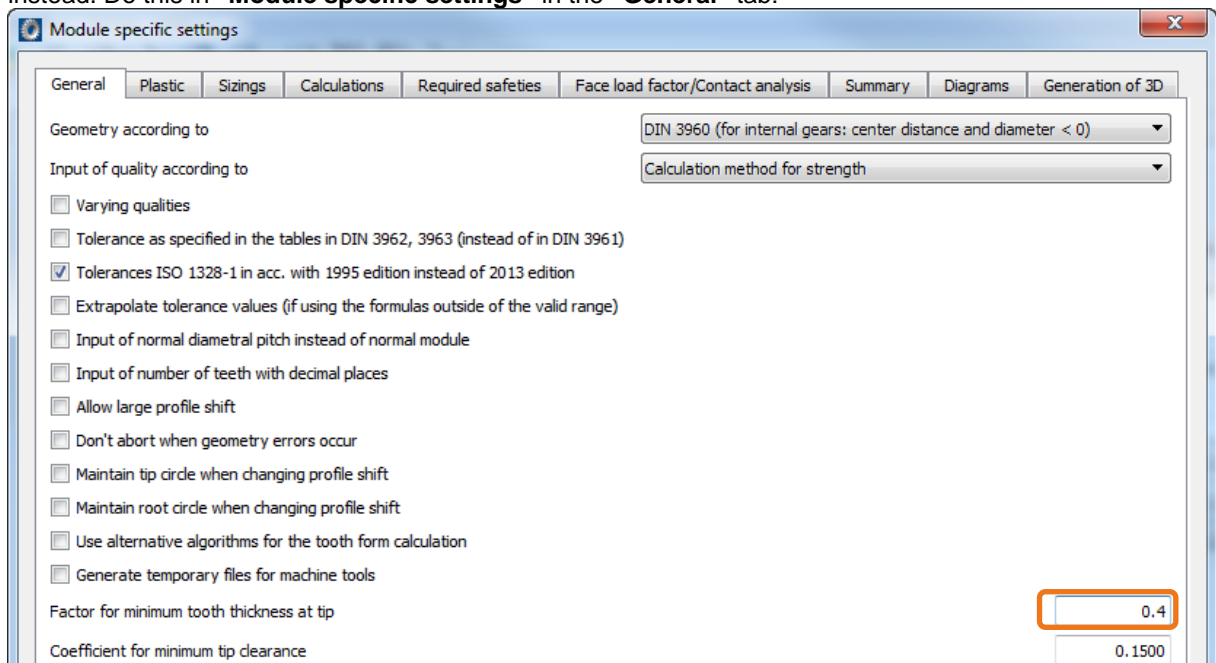 instead. Do this in "Module specific settings" in the "General" tab.
Module specific settings
General Plastic Sizings Calculations Required safeties Face load factor/Contact analysis Summary Diagrams Generation of 3D
Geometry according to DIN 3960 (for internal gears: center distance and diameter < 0)
Input of quality according to Calculation method for strength
Varying qualities
Tolerance as specified in the tables in DIN 3962, 3963 (instead of in DIN 3961)
Tolerances ISO 1328-1 in acc. with 1995 edition instead of 2013 edition
Extrapolate tolerance values (if using the formulas outside of the valid range)
Input of normal diametral pitch instead of normal module
Input of number of teeth with decimal places
Allow large profile shift
Don't abort when geometry errors occur
Maintain tip circle when changing profile shift
Maintain root circle when changing profile shift
Use alternative algorithms for the tooth form calculation
Generate temporary files for machine tools
Factor for minimum tooth thickness at tip 0.4
Coefficient for minimum tip clearance 0.1500